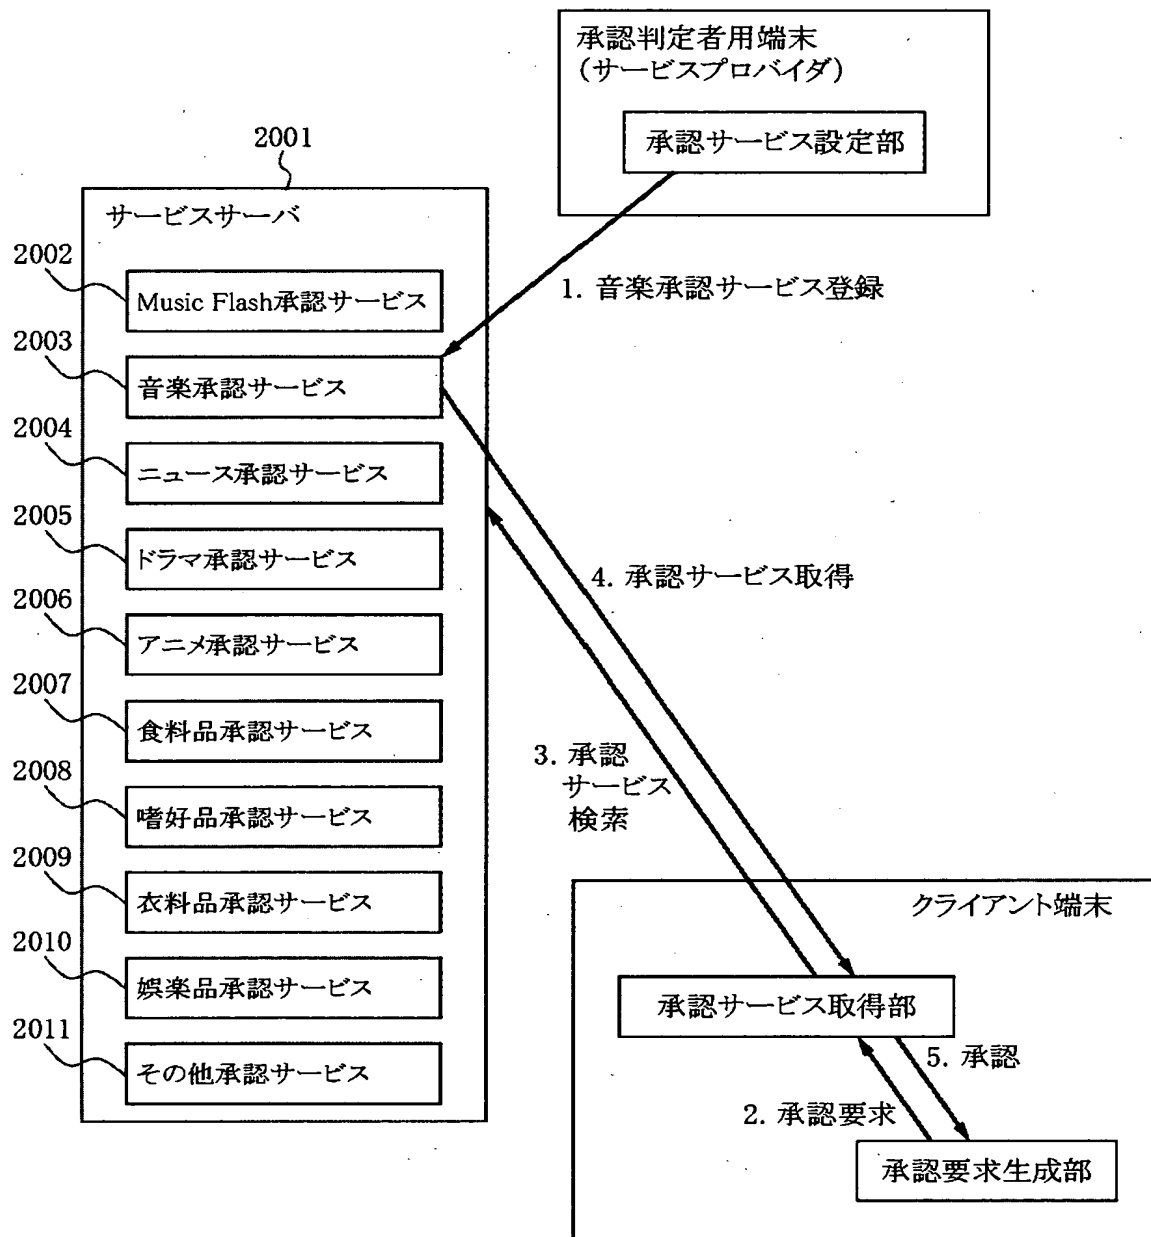 承認判定者用端末
（サービスプロバイダ）
承認サービス設定部
2001
サービスサーバ
2002
Music Flash承認サービス
1. 音楽承認サービス登録
2003
音楽承認サービス
2004
ニュース承認サービス
2005
ドラマ承認サービス
4. 承認サービス取得
2006
アニメ承認サービス
2007
食料品承認サービス
3. 承認
サービス
検索
2008
嗜好品承認サービス
2009
衣料品承認サービス
クライアント端末
2010
娯楽品承認サービス
承認サービス取得部
2011
その他承認サービス
5. 承認
2. 承認要求
承認要求生成部